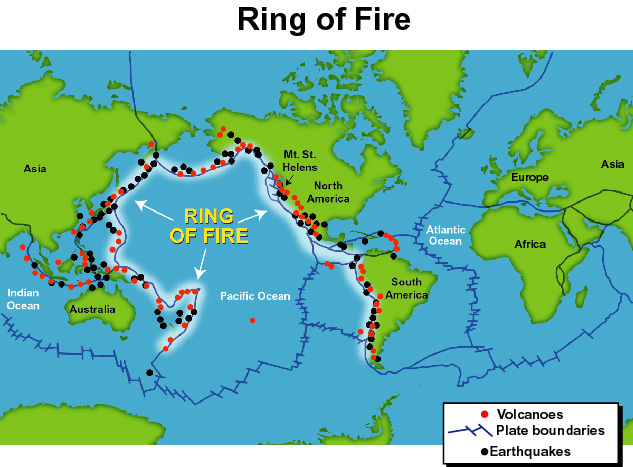 Ring of Fire
Asia
Mt. St.
Helens
North
America
Europe
Asia
RING
OF FIRE
Atlantic
Ocean
Africa
Indian
Ocean
Australia
Pacific Ocean
South
America
Volcanoes
Plate boundaries
Earthquakes